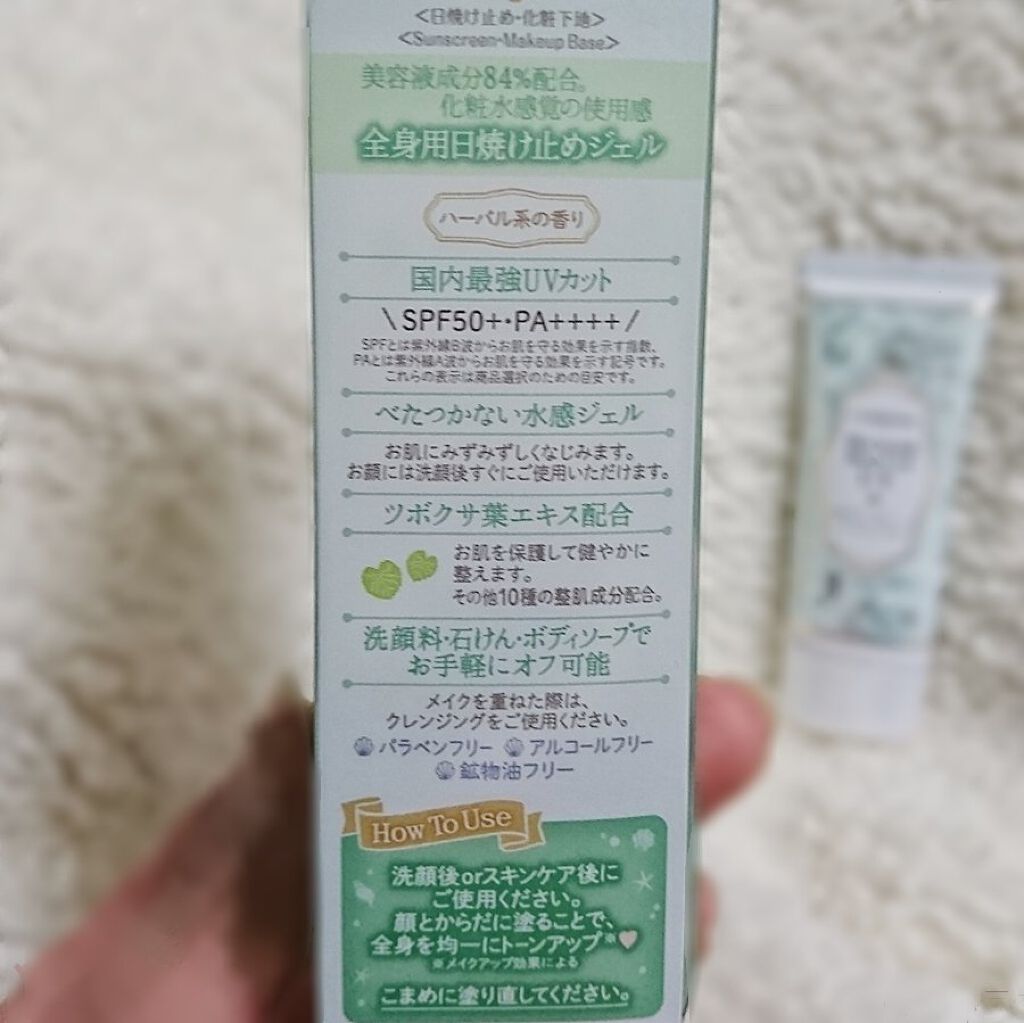 <日焼け止め・化粧下地>
<Sunscreen・Makeup Base>
美容液成分84%配合。
化粧水感覚の使用感
全身用日焼け止めジェル
ハーバル系の香り
国内最強UVカット
\SPF50+・PA++++/
SPFとは紫外線B波からお肌を守る効果を示す指数、
PAとは紫外線A波からお肌を守る効果を示す記号です。
これらの表示は商品選択のための目安です。
べたつかない水感ジェル
お肌にみずみずしくなじみます。
お顔には洗顔後すぐにご使用いただけます。
ツボクサ葉エキス配合
お肌を保護して健やかに
整えます。
その他10種の整肌成分配合。
洗顔料・石けん・ボディソープで
お手軽にオフ可能
メイクを重ねた際は、
クレンジングをご使用ください。
パラベンフリー アルコールフリー
鉱物油フリー
How To Use
洗顔後orスキンケア後に
ご使用ください。
顔とからだに塗ることで、
全身を均一にトーンアップ※♥
※メイクアップ効果による
こまめに塗り直してください。